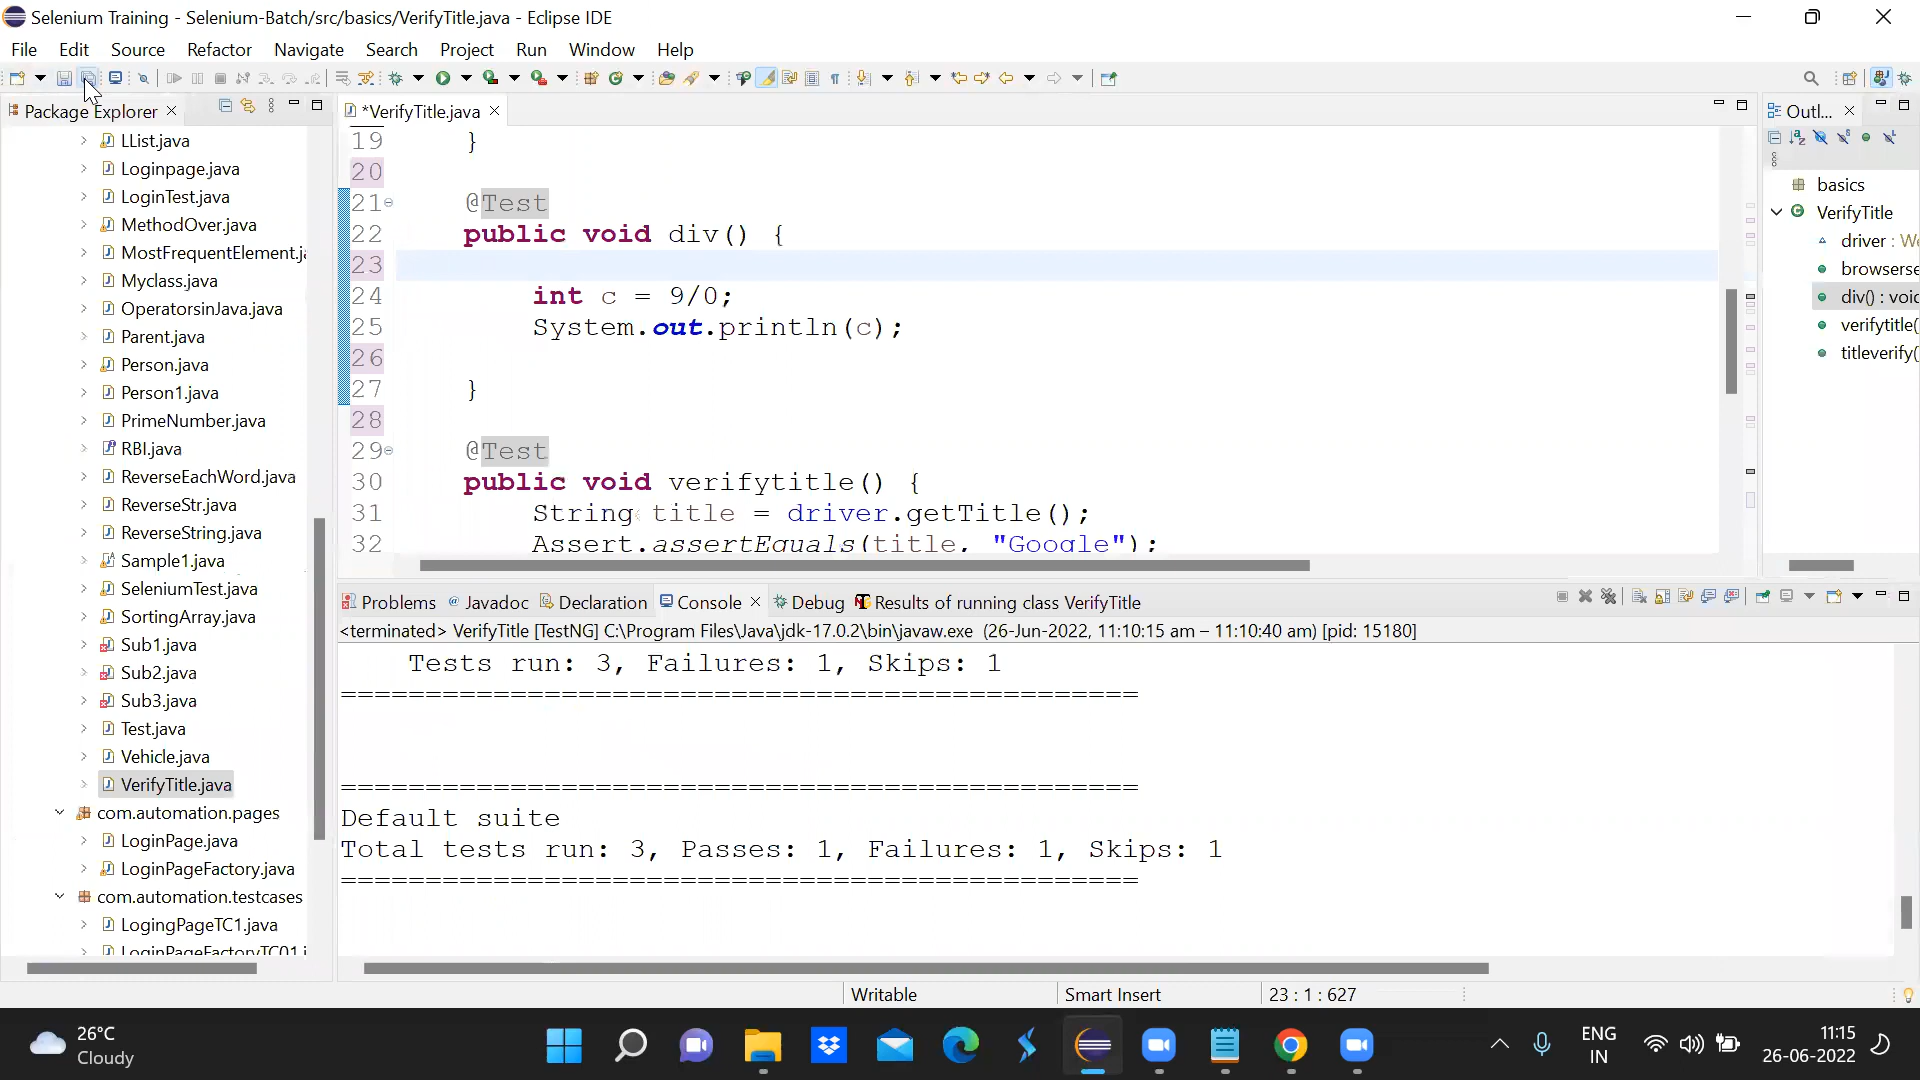 Selenium Training - Selenium-Batch/src/basics/VerifyTitle.java - Eclipse IDE
File Edit Source Refactor Navigate Search Project Run Window Help
Package Explorer
LList.java
Loginpage.java
LoginTest.java
MethodOver.java
MostFrequentElement.ja
Myclass.java
OperatorsinJava.java
Parent.java
Person.java
Person1.java
PrimeNumber.java
RBI.java
ReverseEachWord.java
ReverseStr.java
ReverseString.java
Sample1.java
SeleniumTest.java
SortingArray.java
Sub1.java
Sub2.java
Sub3.java
Test.java
Vehicle.java
VerifyTitle.java
com.automation.pages
LoginPage.java
LoginPageFactory.java
com.automation.testcases
LogingPageTC1.java
LoginPageFactoryTC01.j
*VerifyTitle.java
19 }
20
21 @Test
22 public void div() {
23
24 int c = 9/0;
25 System.out.println(c);
26
27 }
28
29 @Test
30 public void verifytitle() {
31 String title = driver.getTitle();
32 Assert.assertEquals(title, "Google");
Outl...
basics
VerifyTitle
driver : We
browserse
div() : voic
verifytitle(
titleverify(
Problems Javadoc Declaration Console Debug Results of running class VerifyTitle
<terminated> VerifyTitle [TestNG] C:\Program Files\Java\jdk-17.0.2\bin\javaw.exe (26-Jun-2022, 11:10:15 am – 11:10:40 am) [pid: 15180]
Tests run: 3, Failures: 1, Skips: 1
===============================================
===============================================
Default suite
Total tests run: 3, Passes: 1, Failures: 1, Skips: 1
===============================================
Writable Smart Insert 23 : 1 : 627
26°C
Cloudy
ENG
IN
11:15
26-06-2022